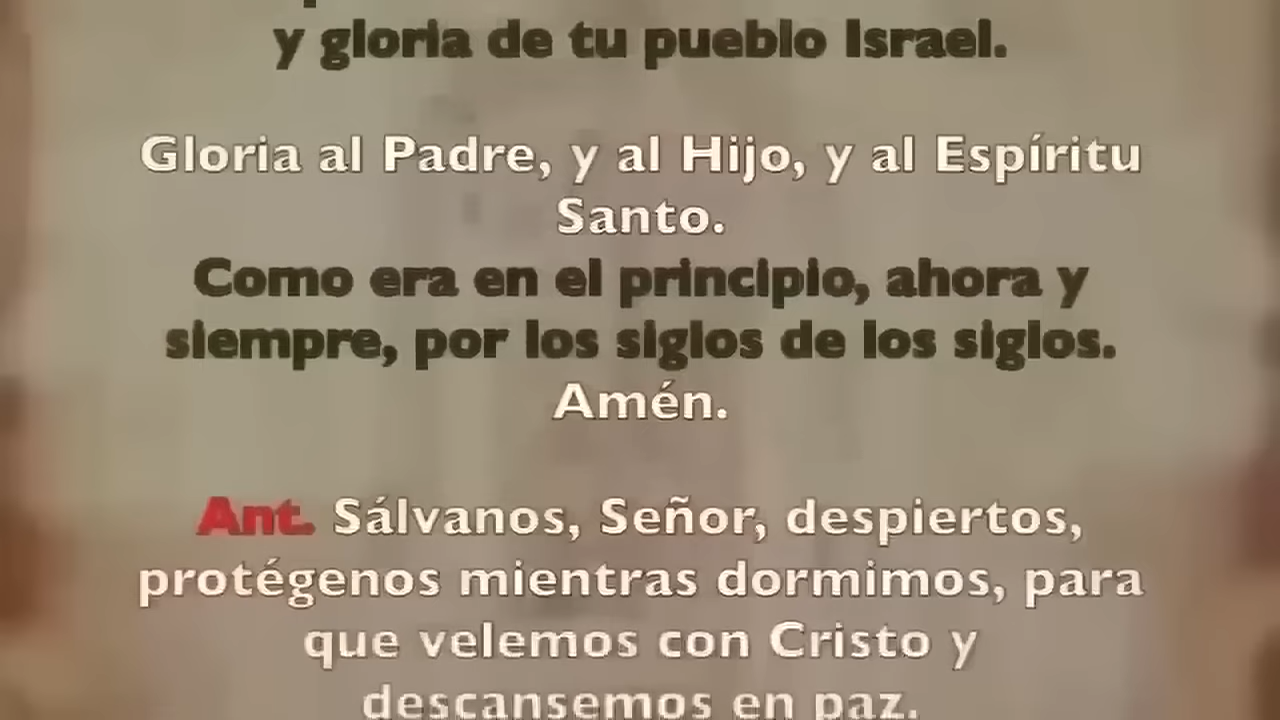 y gloria de tu pueblo Israel.
Gloria al Padre, y al Hijo, y al Espíritu
Santo.
Como era en el principio, ahora y
siempre, por los siglos de los siglos.
Amén.
Ant. Sálvanos, Señor, despiertos,
protégenos mientras dormimos, para
que velemos con Cristo y
descansemos en paz.